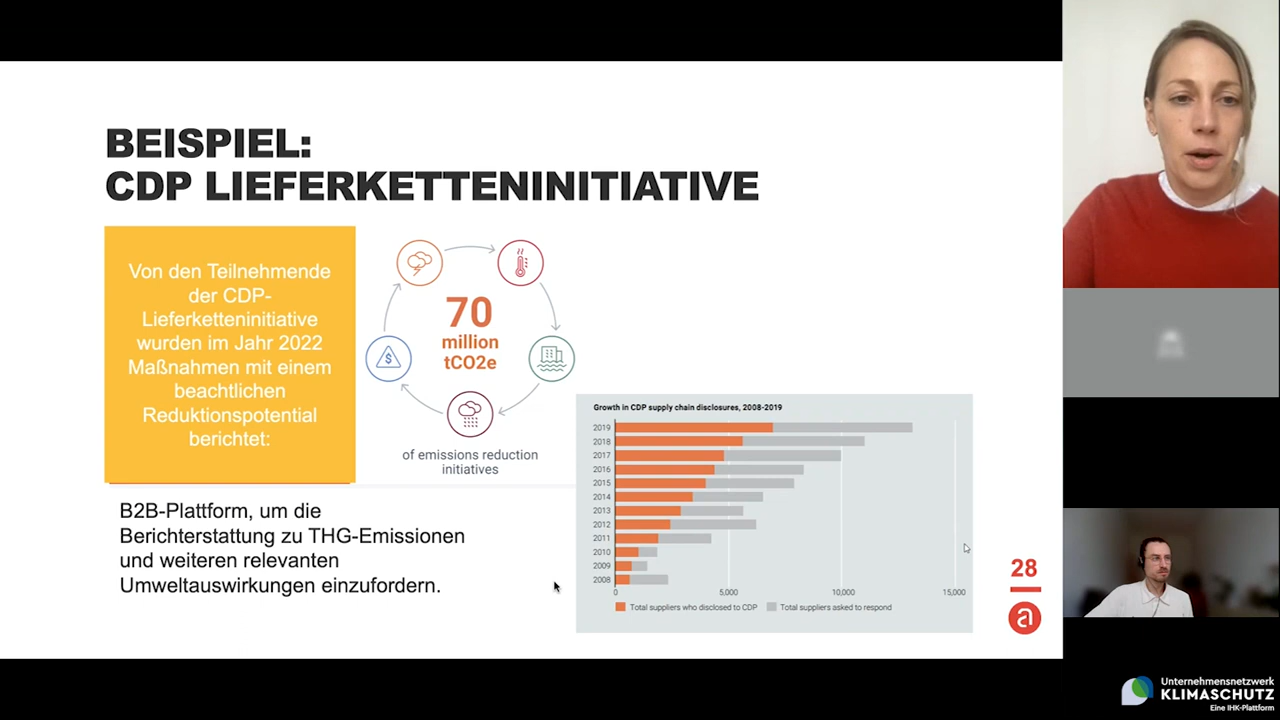 BEISPIEL:
CDP LIEFERKETTENINITIATIVE
Von den Teilnehmende
der CDP-
Lieferketteninitiative
wurden im Jahr 2022
Maßnahmen mit einem
beachtlichen
Reduktionspotential
berichtet:
70
million
tCO2e
$
of emissions reduction
initiatives
B2B-Plattform, um die
Berichterstattung zu THG-Emissionen
und weiteren relevanten
Umweltauswirkungen einzufordern.
Growth in CDP supply chain disclosures, 2008-2019
2019
2018
2017
2016
2015
2014
2013
2012
2011
2010
2009
2008
0 5,000 10,000 15,000
Total suppliers who disclosed to CDP Total suppliers asked to respond
28
a
Unternehmensnetzwerk
KLIMASCHUTZ
Eine IHK-Plattform